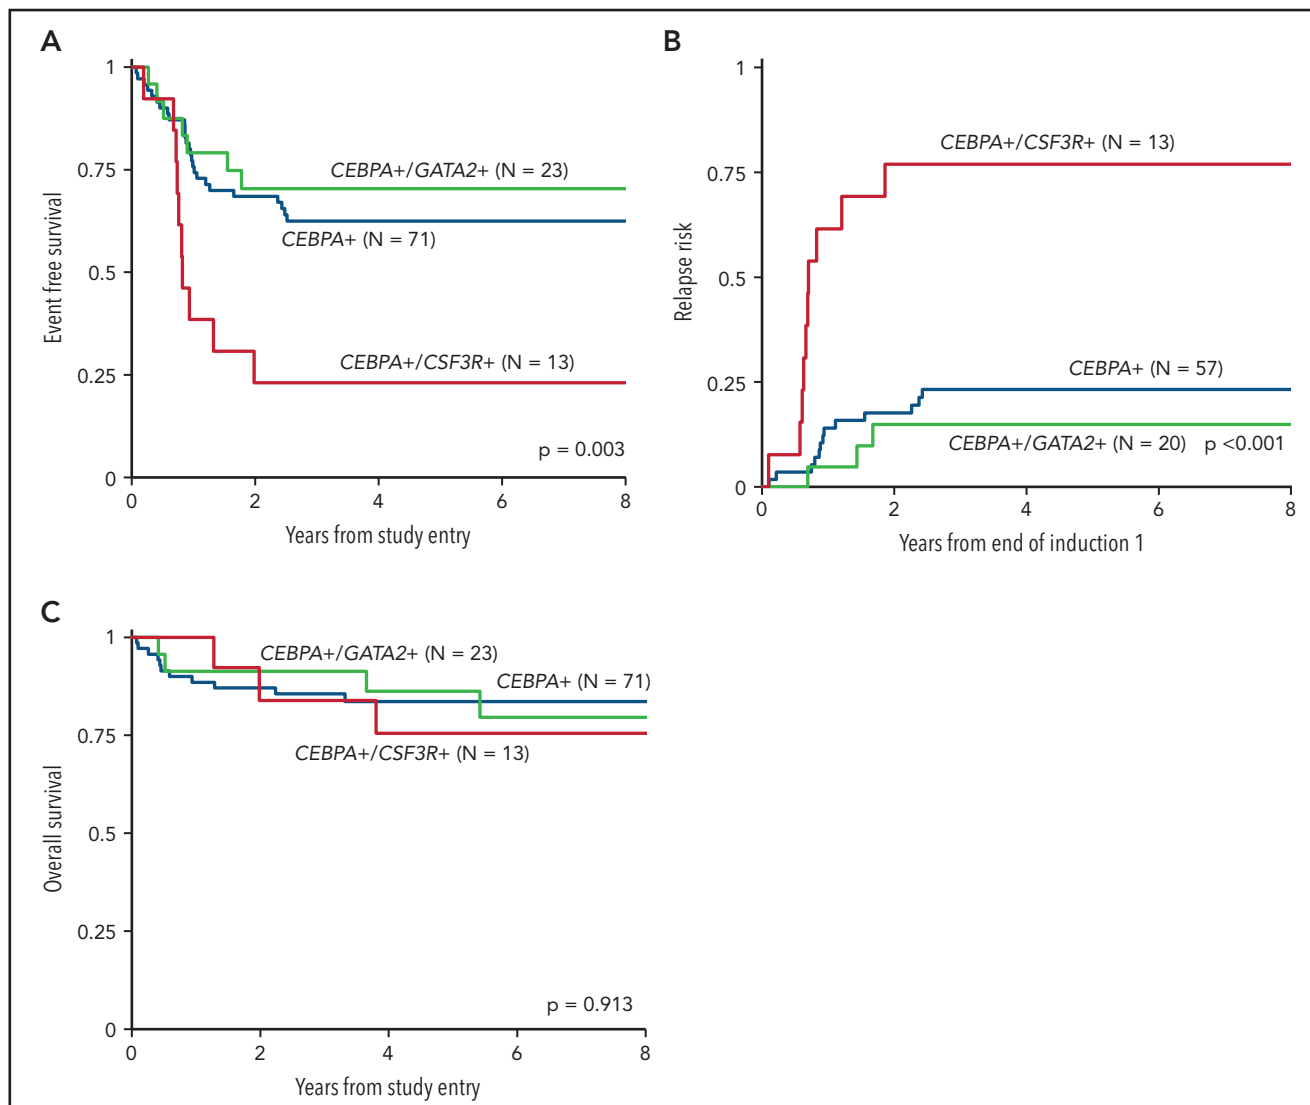 A
1
0.75
0.5
0.25
0
0
2
4
6
8
Event free survival
Years from study entry
CEBPA+/GATA2+ (N = 23)
CEBPA+ (N = 71)
CEBPA+/CSF3R+ (N = 13)
p = 0.003
B
1
0.75
0.5
0.25
0
0
2
4
6
8
Relapse risk
Years from end of induction 1
CEBPA+/CSF3R+ (N = 13)
CEBPA+ (N = 57)
CEBPA+/GATA2+ (N = 20) p <0.001
C
1
0.75
0.5
0.25
0
0
2
4
6
8
Overall survival
Years from study entry
CEBPA+/GATA2+ (N = 23)
CEBPA+ (N = 71)
CEBPA+/CSF3R+ (N = 13)
p = 0.913